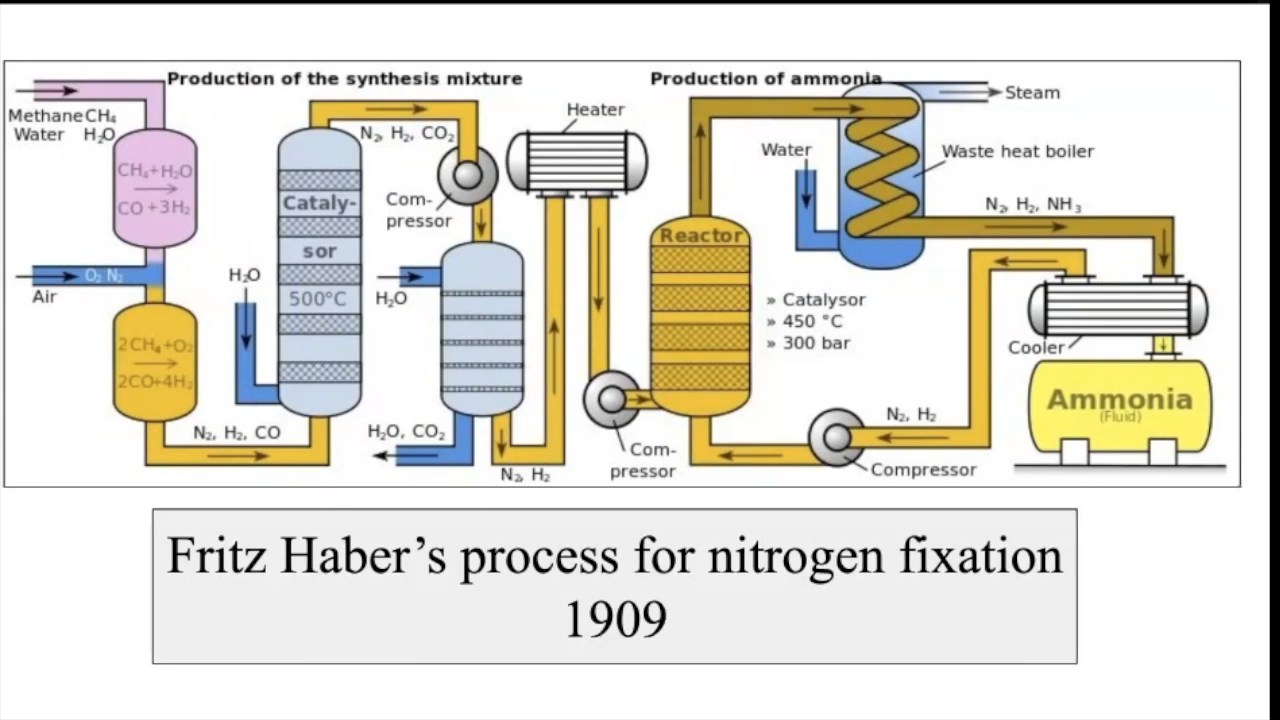 Production of the synthesis mixture
Production of ammonia
Methane CH₄
Water H₂O
CH₄+H₂O
CO +3H₂
O₂ N₂
Air
2CH₄+O₂
2CO+4H₂
N₂, H₂, CO
H₂O
Cataly-
sor
500°C
N₂, H₂, CO₂
Com-
pressor
H₂O
H₂O, CO₂
N₂, H₂
Heater
Com-
pressor
Reactor
» Catalysor
» 450 °C
» 300 bar
Water
Steam
Waste heat boiler
N₂, H₂, NH₃
Cooler
Ammonia
(Fluid)
N₂, H₂
Compressor
Fritz Haber’s process for nitrogen fixation
1909